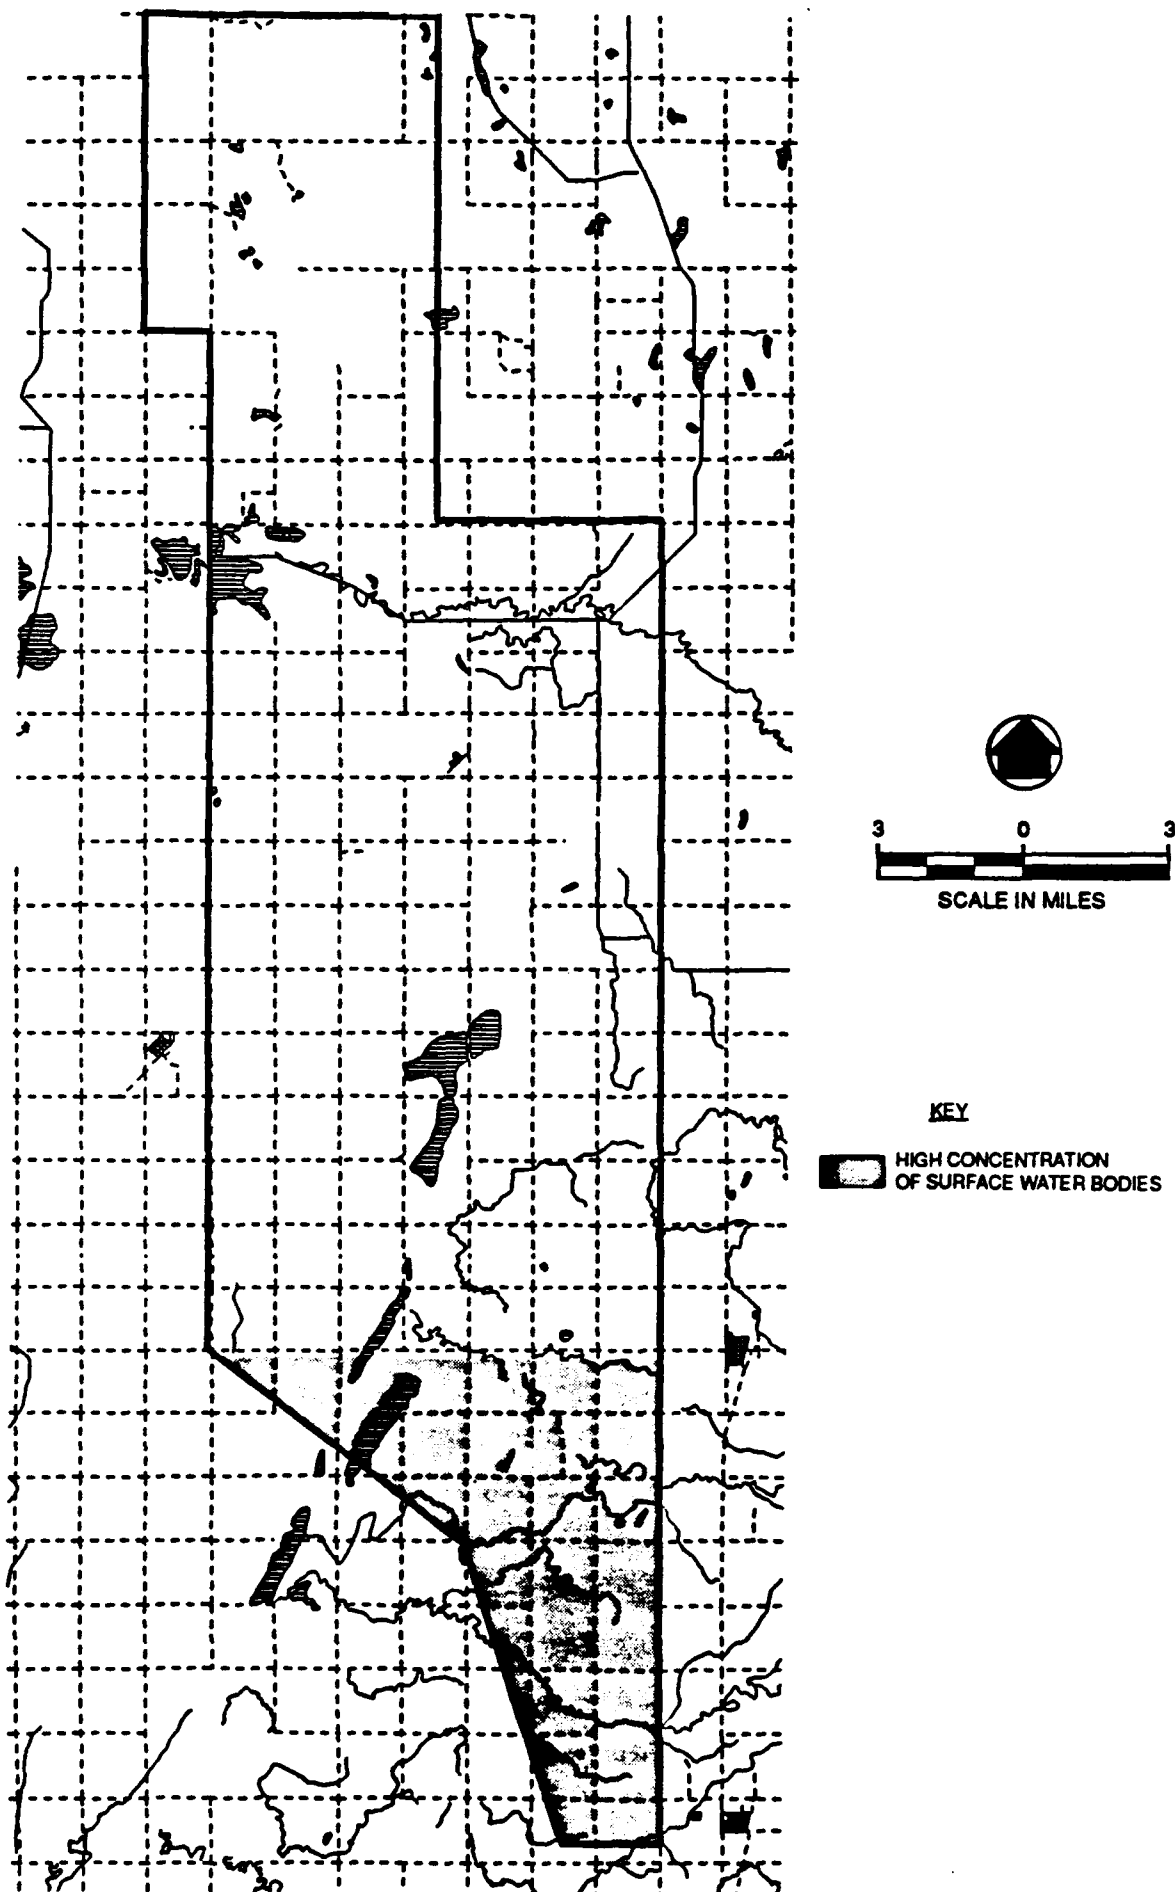 3 0 3
SCALE IN MILES
KEY
HIGH CONCENTRATION
OF SURFACE WATER BODIES